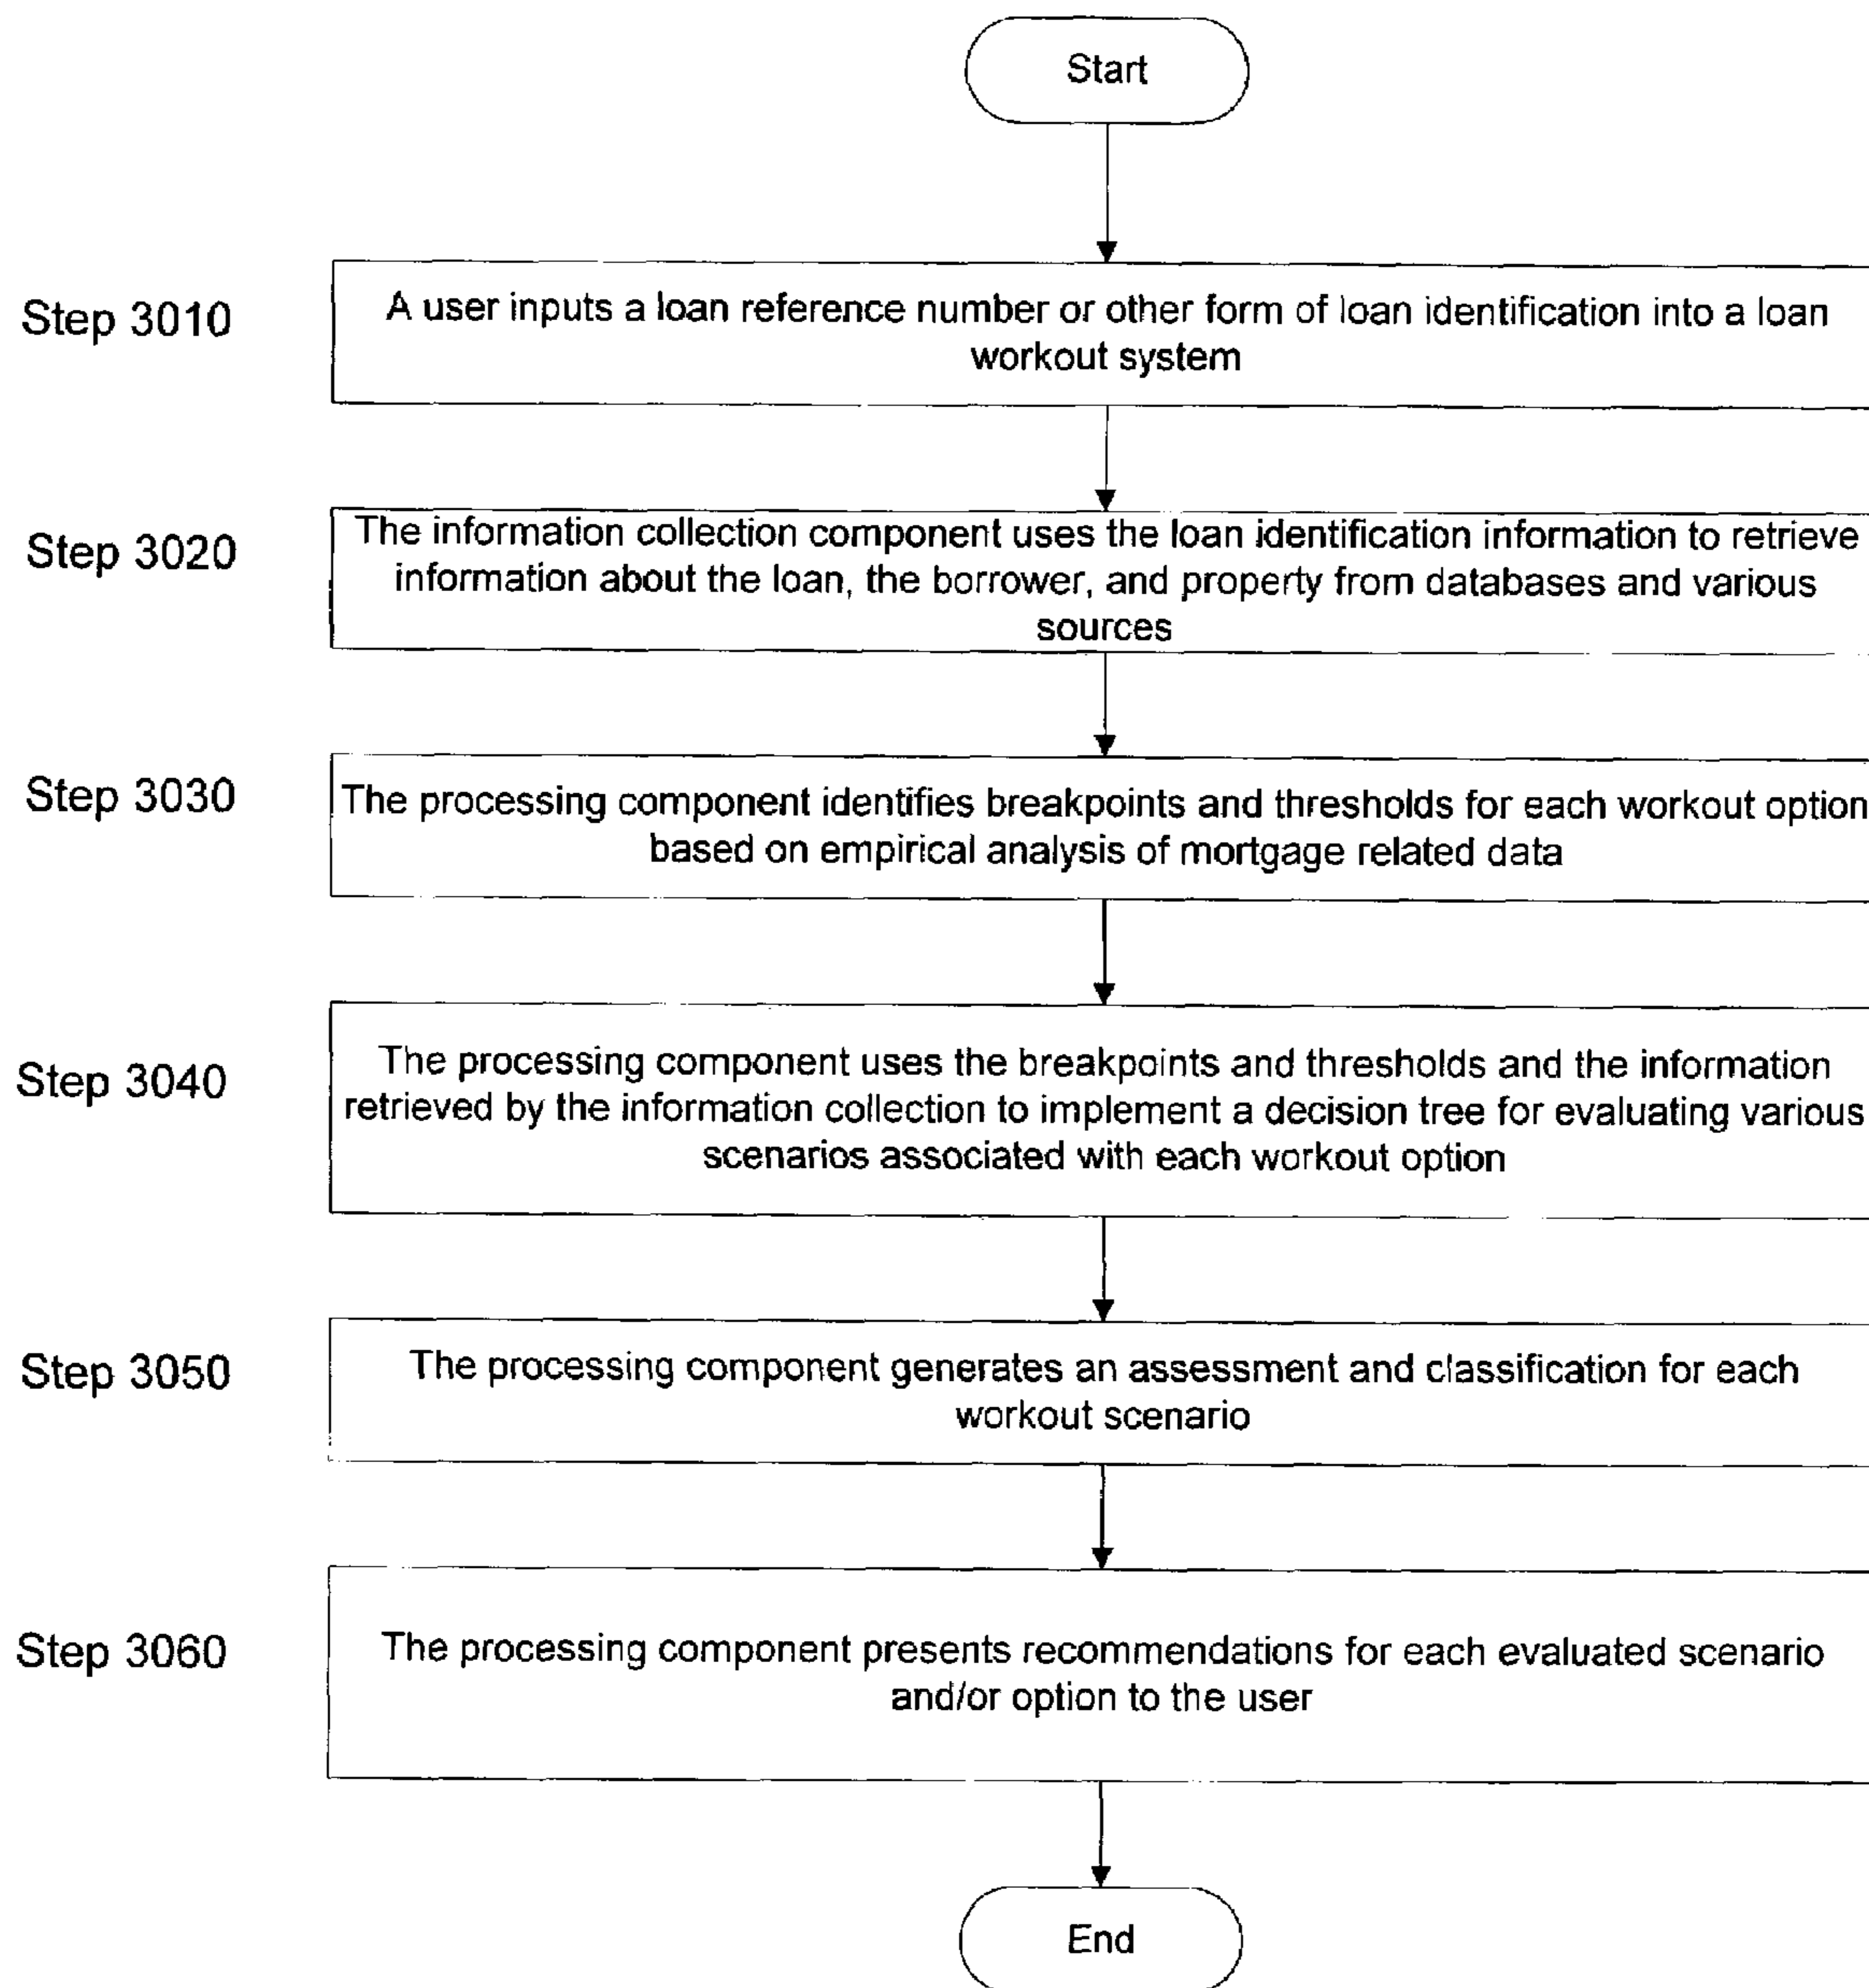 Start
Step 3010
A user inputs a loan reference number or other form of loan identification into a loan
workout system
Step 3020
The information collection component uses the loan identification information to retrieve
information about the loan, the borrower, and property from databases and various
sources
Step 3030
The processing component identifies breakpoints and thresholds for each workout option
based on empirical analysis of mortgage related data
Step 3040
The processing component uses the breakpoints and thresholds and the information
retrieved by the information collection to implement a decision tree for evaluating various
scenarios associated with each workout option
Step 3050
The processing component generates an assessment and classification for each
workout scenario
Step 3060
The processing component presents recommendations for each evaluated scenario
and/or option to the user
End